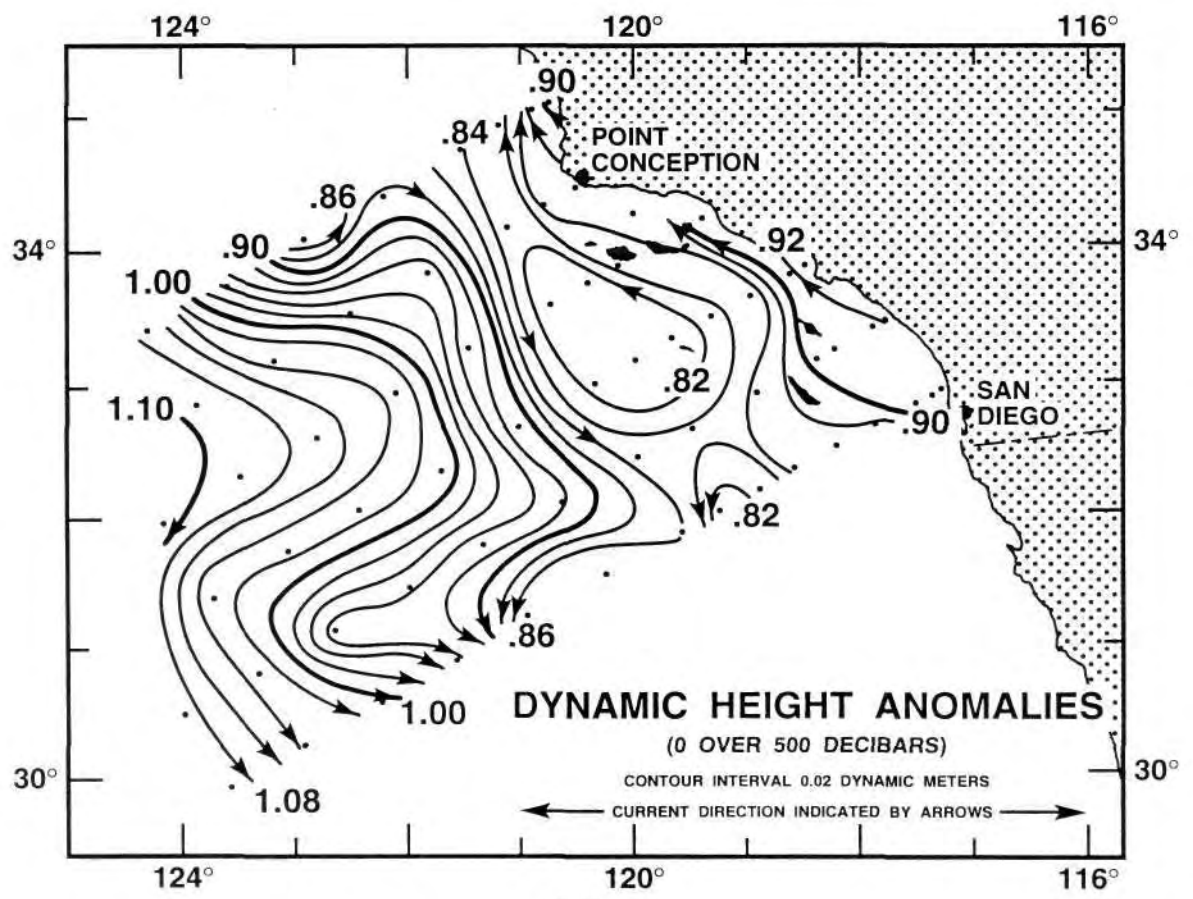 124° 120° 116°
.90
.84
POINT
CONCEPTION
.86
34° .90 .92 34°
1.00
.82
1.10
SAN
DIEGO
.90
.82
.86
1.00
DYNAMIC HEIGHT ANOMALIES
(0 OVER 500 DECIBARS)
30° 30°
1.08
CONTOUR INTERVAL 0.02 DYNAMIC METERS
CURRENT DIRECTION INDICATED BY ARROWS
124° 120° 116°